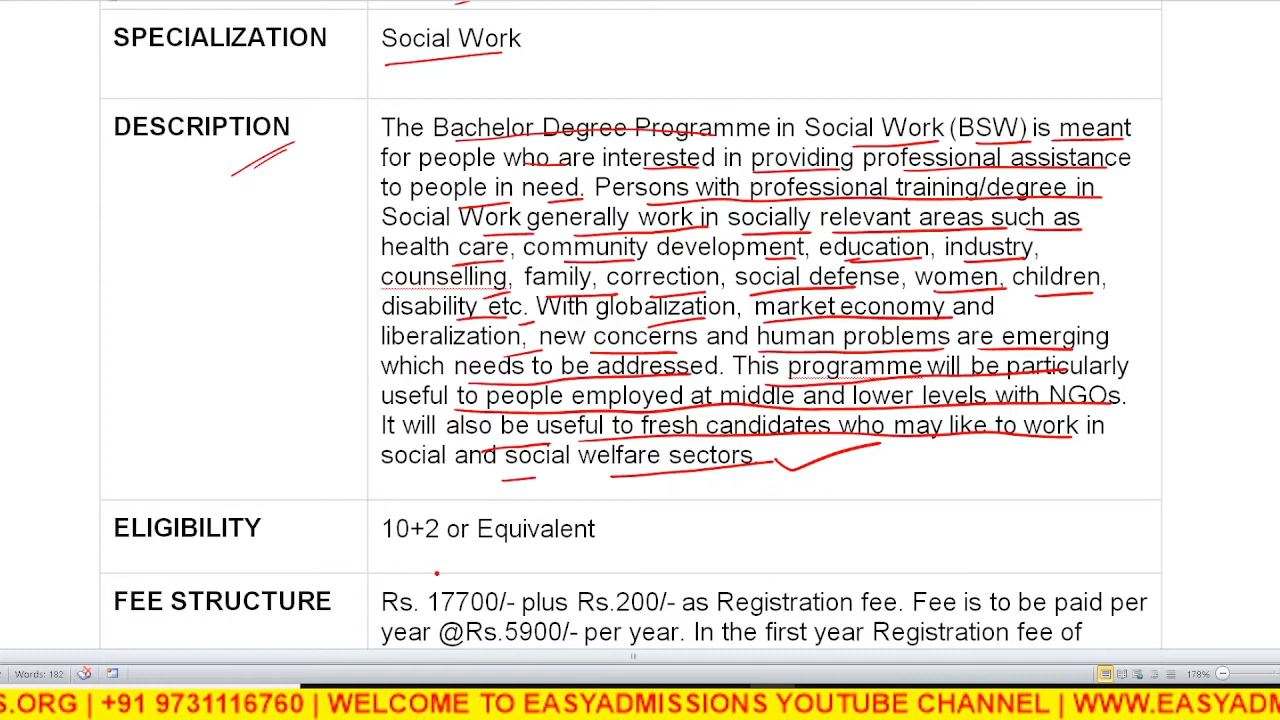 SPECIALIZATION
Social Work
DESCRIPTION
The Bachelor Degree Programme in Social Work (BSW) is meant
for people who are interested in providing professional assistance
to people in need. Persons with professional training/degree in
Social Work generally work in socially relevant areas such as
health care, community development, education, industry,
counselling, family, correction, social defense, women, children,
disability etc. With globalization, market economy and
liberalization, new concerns and human problems are emerging
which needs to be addressed. This programme will be particularly
useful to people employed at middle and lower levels with NGOs.
It will also be useful to fresh candidates who may like to work in
social and social welfare sectors.
ELIGIBILITY
10+2 or Equivalent
FEE STRUCTURE
Rs. 17700/- plus Rs.200/- as Registration fee. Fee is to be paid per
year @Rs.5900/- per year. In the first year Registration fee of
Words: 182
178%
S.ORG | +91 9731116760 | WELCOME TO EASYADMISSIONS YOUTUBE CHANNEL | WWW.EASYADM